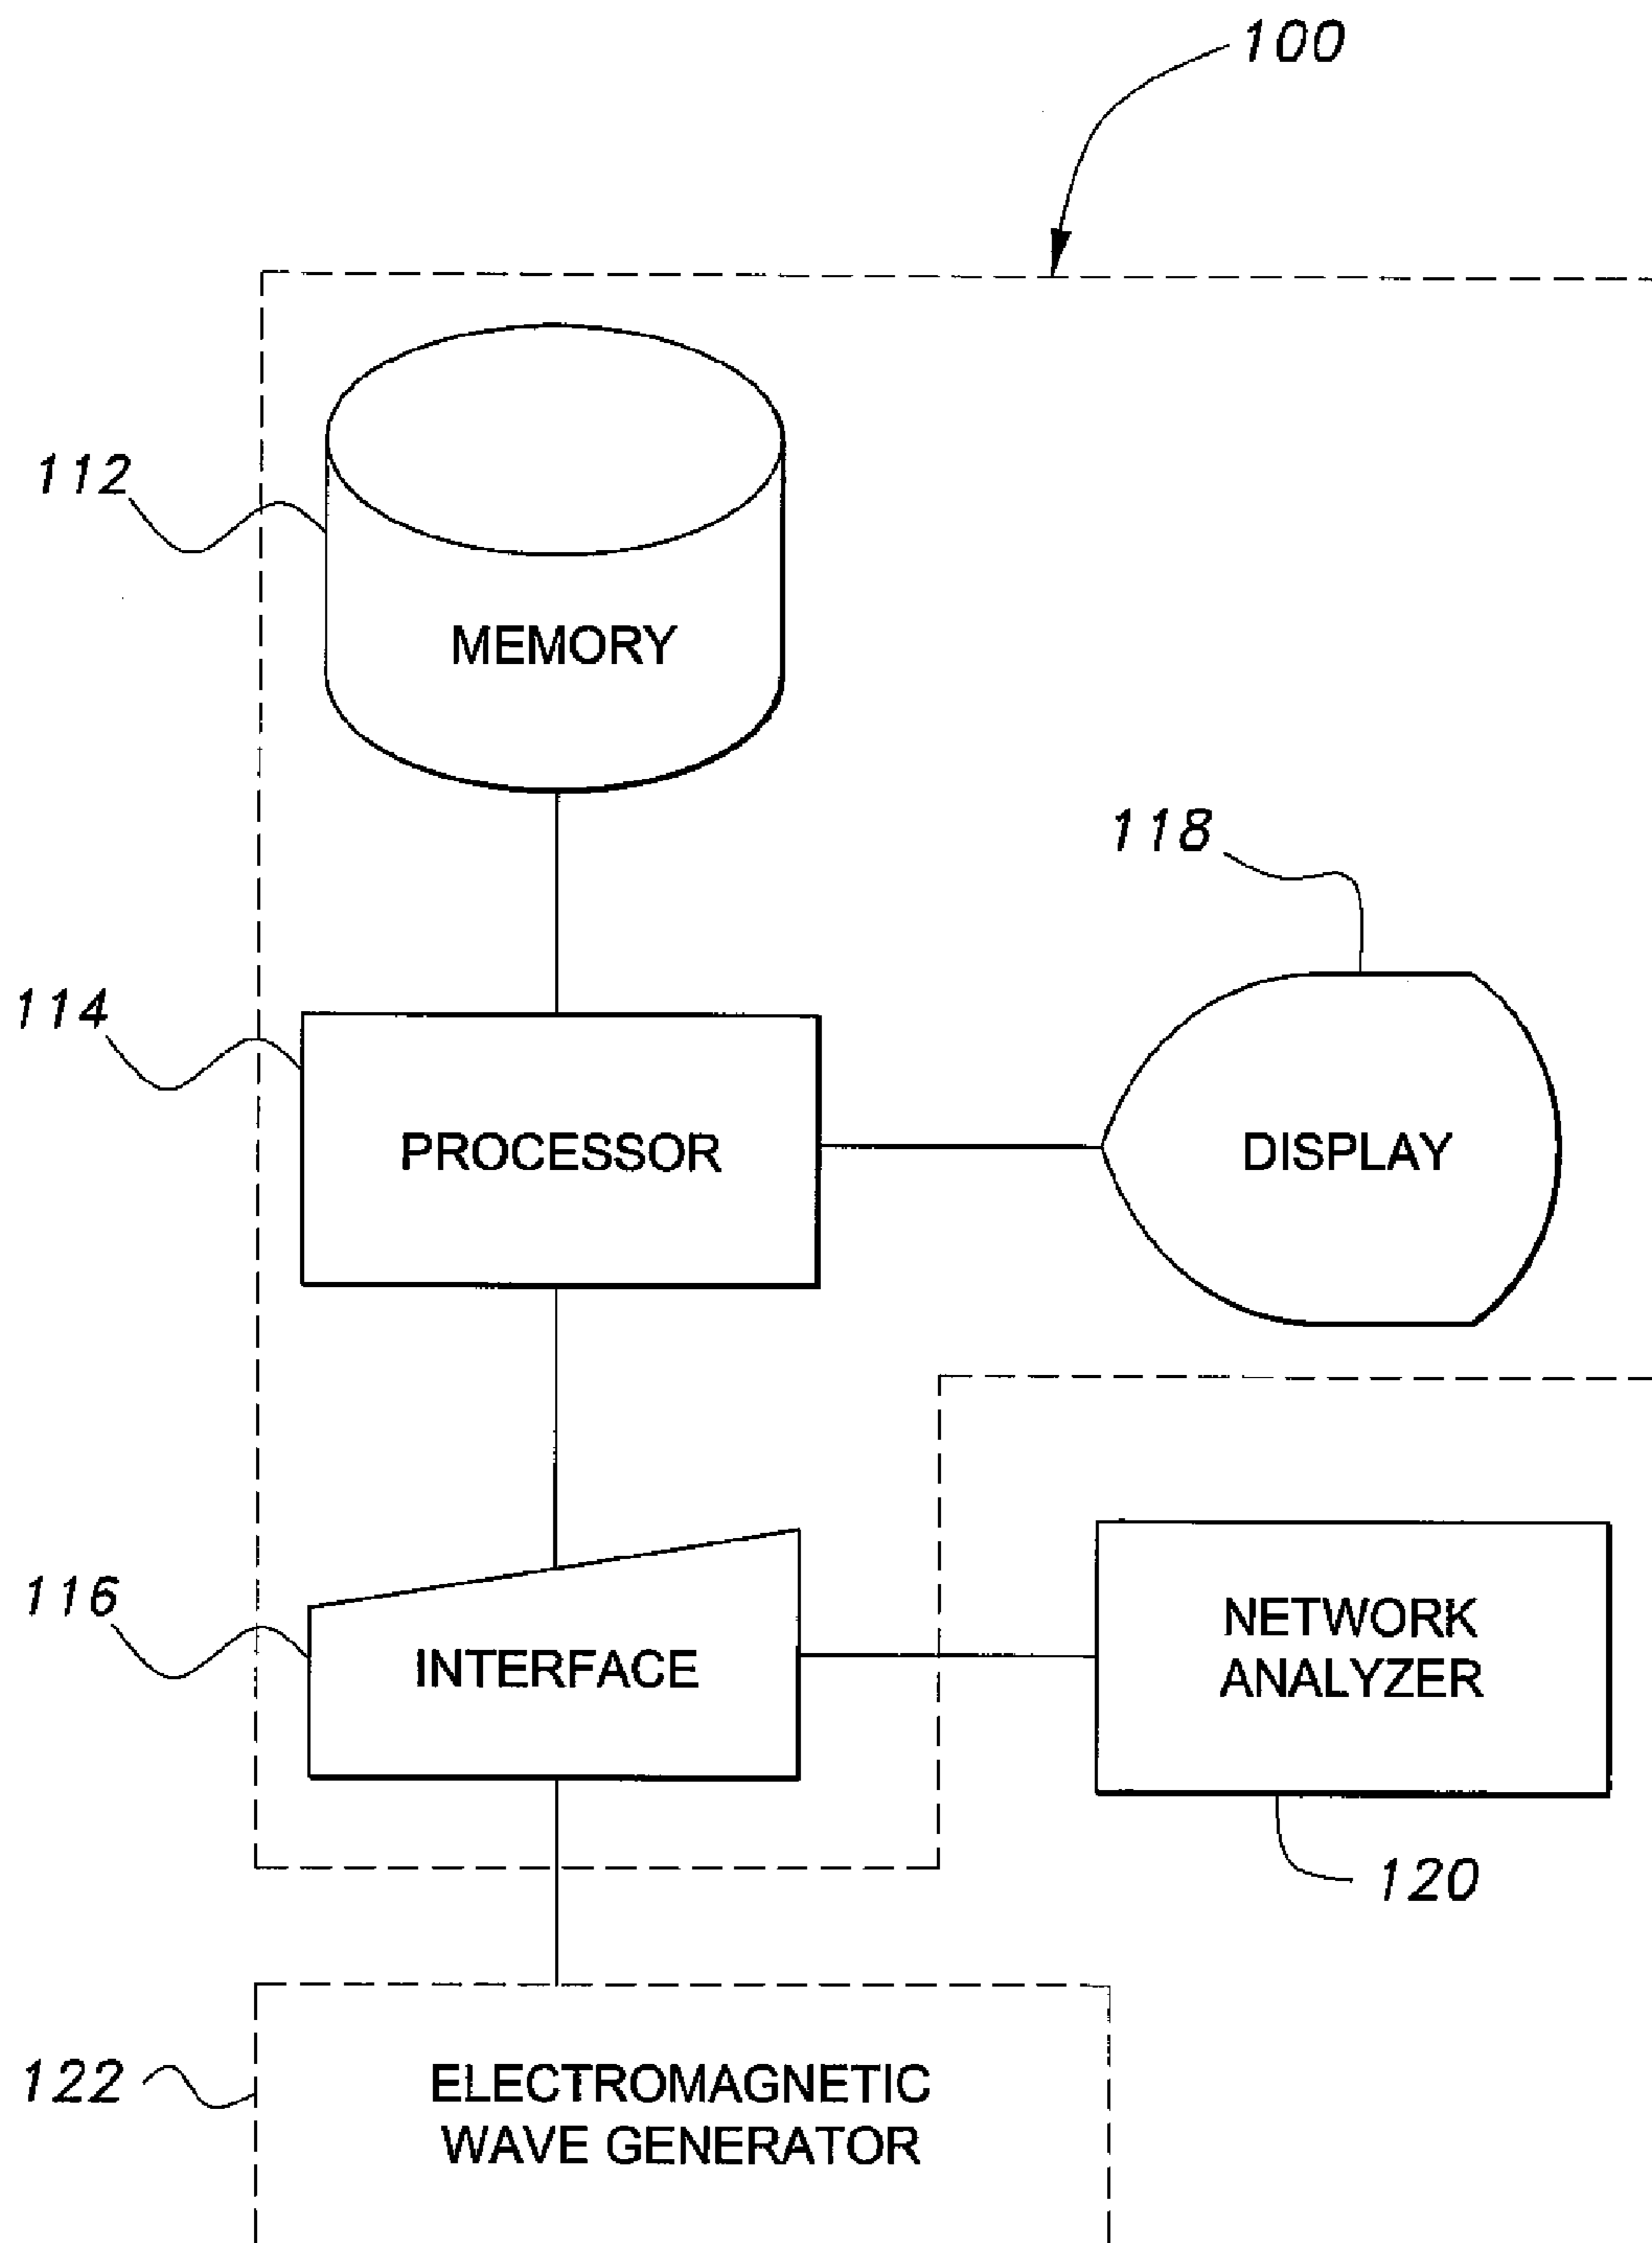 100
112
MEMORY
118
114
PROCESSOR
DISPLAY
116
INTERFACE
NETWORK
ANALYZER
120
122
ELECTROMAGNETIC
WAVE GENERATOR